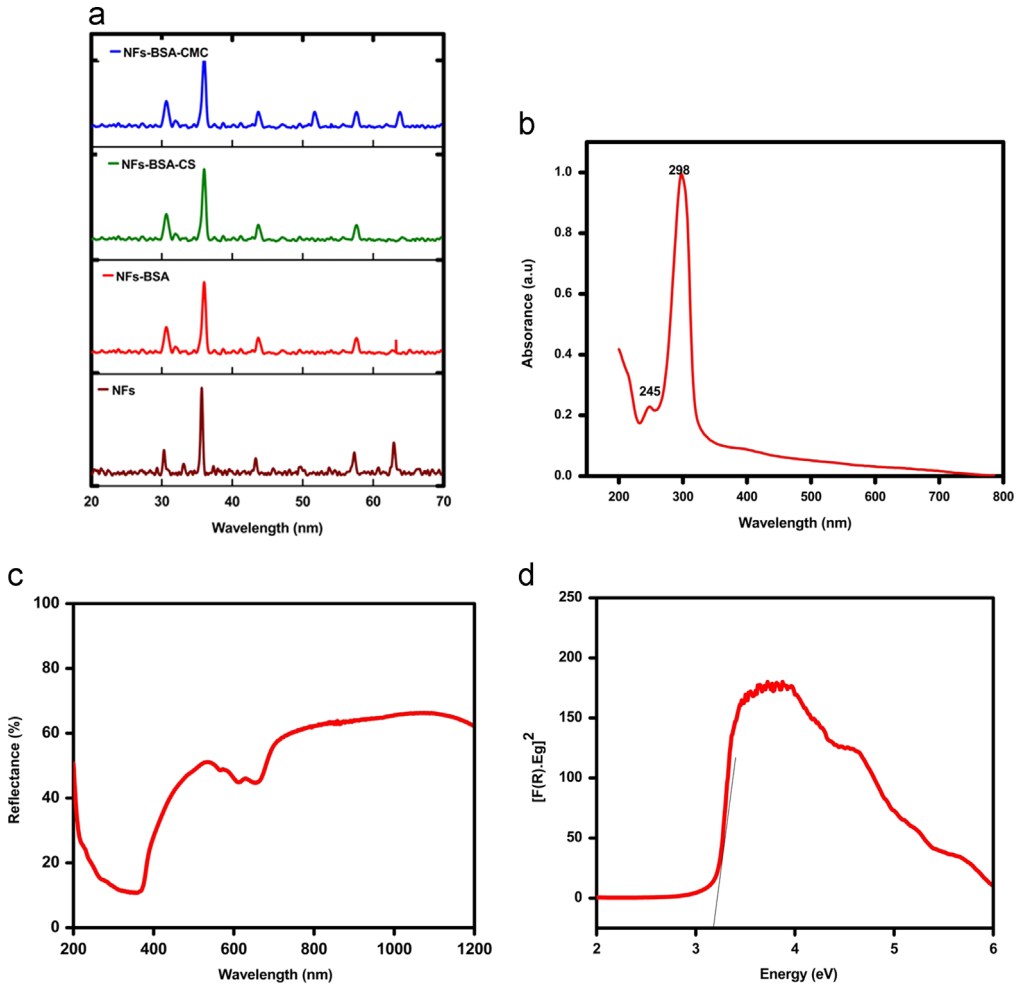 a
NFs-BSA-CMC
NFs-BSA-CS
NFs-BSA
NFs
20 30 40 50 60 70
Wavelength (nm)
b
298
245
Absorance (a.u)
1.0
0.8
0.6
0.4
0.2
0.0
200 300 400 500 600 700 800
Wavelength (nm)
c
Reflectance (%)
100
80
60
40
20
0
200 400 600 800 1000 1200
Wavelength (nm)
d
[F(R).Eg]2
250
200
150
100
50
0
2 3 4 5 6
Energy (eV)